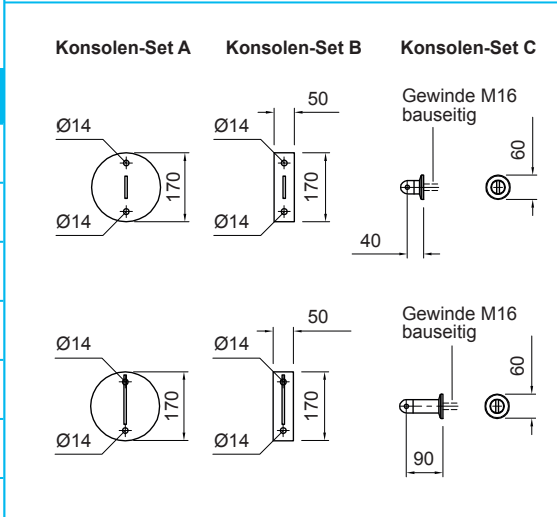 Konsolen-Set A
Konsolen-Set B
Konsolen-Set C
50
Gewinde M16
bauseitig
Ø14
Ø14
60
170
170
Ø14
Ø14
40
50
Gewinde M16
bauseitig
Ø14
Ø14
60
170
170
Ø14
Ø14
90